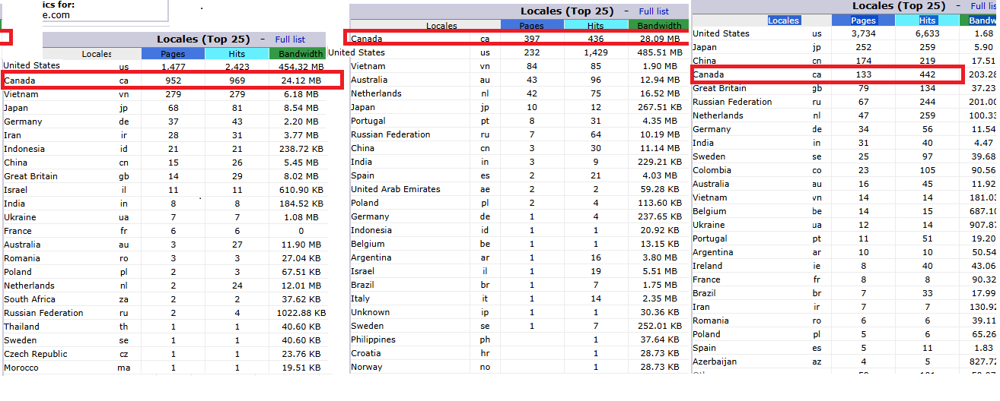 ics for:
e.com
Locales (Top 25) - Full list
Locales Pages Hits Bandwidth
United States us 1,477 2,423 454.32 MB
Canada ca 952 969 24.12 MB
Vietnam vn 279 279 6.18 MB
Japan jp 68 81 8.54 MB
Germany de 37 43 2.20 MB
Iran ir 28 31 3.77 MB
Indonesia id 21 21 238.72 KB
China cn 15 26 5.45 MB
Great Britain gb 14 29 8.02 MB
Israel il 11 11 610.90 KB
India in 8 8 184.52 KB
Ukraine ua 7 7 1.08 MB
France fr 6 6 0
Australia au 3 27 11.90 MB
Romania ro 3 3 27.04 KB
Poland pl 2 3 67.51 KB
Netherlands nl 2 24 12.01 MB
South Africa za 2 2 37.62 KB
Russian Federation ru 2 4 1022.88 KB
Thailand th 1 1 40.60 KB
Sweden se 1 1 40.60 KB
Czech Republic cz 1 1 23.76 KB
Morocco ma 1 1 19.51 KB
Locales (Top 25) - Full list
Locales Pages Hits Bandwidth
Canada ca 397 436 28.09 MB
United States us 232 1,429 485.51 MB
Vietnam vn 84 85 1.90 MB
Australia au 43 96 12.94 MB
Netherlands nl 42 75 16.52 MB
Japan jp 10 12 267.51 KB
Portugal pt 8 31 4.35 MB
Russian Federation ru 7 64 10.19 MB
China cn 3 30 11.14 MB
India in 3 9 229.21 KB
Spain es 2 21 4.03 MB
United Arab Emirates ae 2 2 59.28 KB
Poland pl 2 4 113.60 KB
Germany de 1 4 237.65 KB
Indonesia id 1 1 20.92 KB
Belgium be 1 1 13.15 KB
Argentina ar 1 16 3.80 MB
Israel il 1 19 5.51 MB
Brazil br 1 7 1.75 MB
Italy it 1 14 2.35 MB
Unknown ip 1 1 30.36 KB
Sweden se 1 7 252.01 KB
Philippines ph 1 37.64 KB
Croatia hr 1 28.73 KB
Norway no 1 28.73 KB
Locales (Top 25) - Full lis
Locales Pages Hits Bandw
United States us 3,734 6,633 1.68
Japan jp 252 259 5.90
China cn 174 219 17.51
Canada ca 133 442 203.28
Great Britain gb 79 134 37.23
Russian Federation ru 67 244 201.00
Netherlands nl 47 259 100.33
Germany de 34 56 11.54
India in 31 40 4.47
Sweden se 25 97 39.68
Colombia co 23 105 90.56
Australia au 16 45 11.92
Vietnam vn 14 14 181.03
Belgium be 14 15 687.10
Ukraine ua 12 14 907.87
Portugal pt 11 51 19.20
Argentina ar 10 10 50.54
Ireland ie 8 40 43.06
France fr 8 8 90.32
Brazil br 7 33 17.99
Iran ir 7 7 130.92
Romania ro 6 6 39.11
Poland pl 5 6 65.26
Spain es 5 11 1.83
Azerbaijan az 4 5 827.72